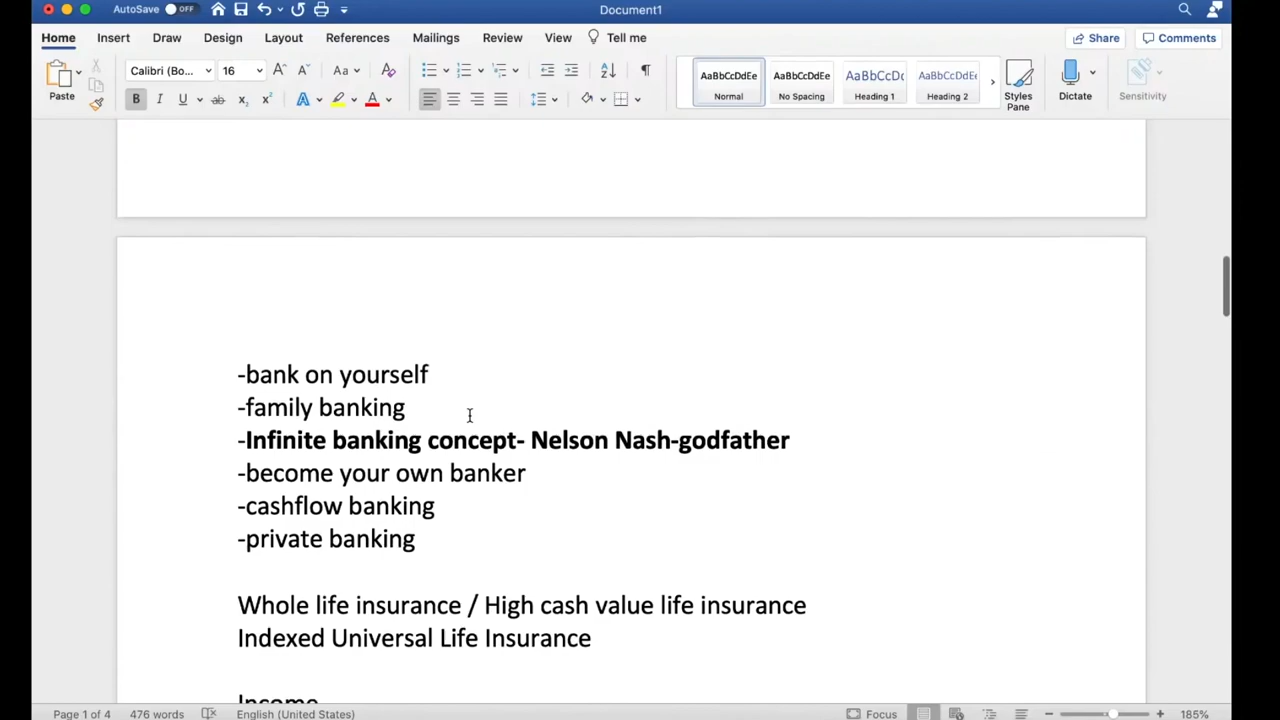 AutoSave OFF
Document1
Home Insert Draw Design Layout References Mailings Review View Tell me
Share Comments
Paste
Calibri (Bo... 16
AaBbCcDdEe AaBbCcDdEe AaBbCcDc AaBbCcDdEe
Normal No Spacing Heading 1 Heading 2
Styles Pane
Dictate
Sensitivity
-bank on yourself
-family banking
-Infinite banking concept- Nelson Nash-godfather
-become your own banker
-cashflow banking
-private banking
Whole life insurance / High cash value life insurance
Indexed Universal Life Insurance
Income
Page 1 of 4 476 words English (United States) Focus 185%